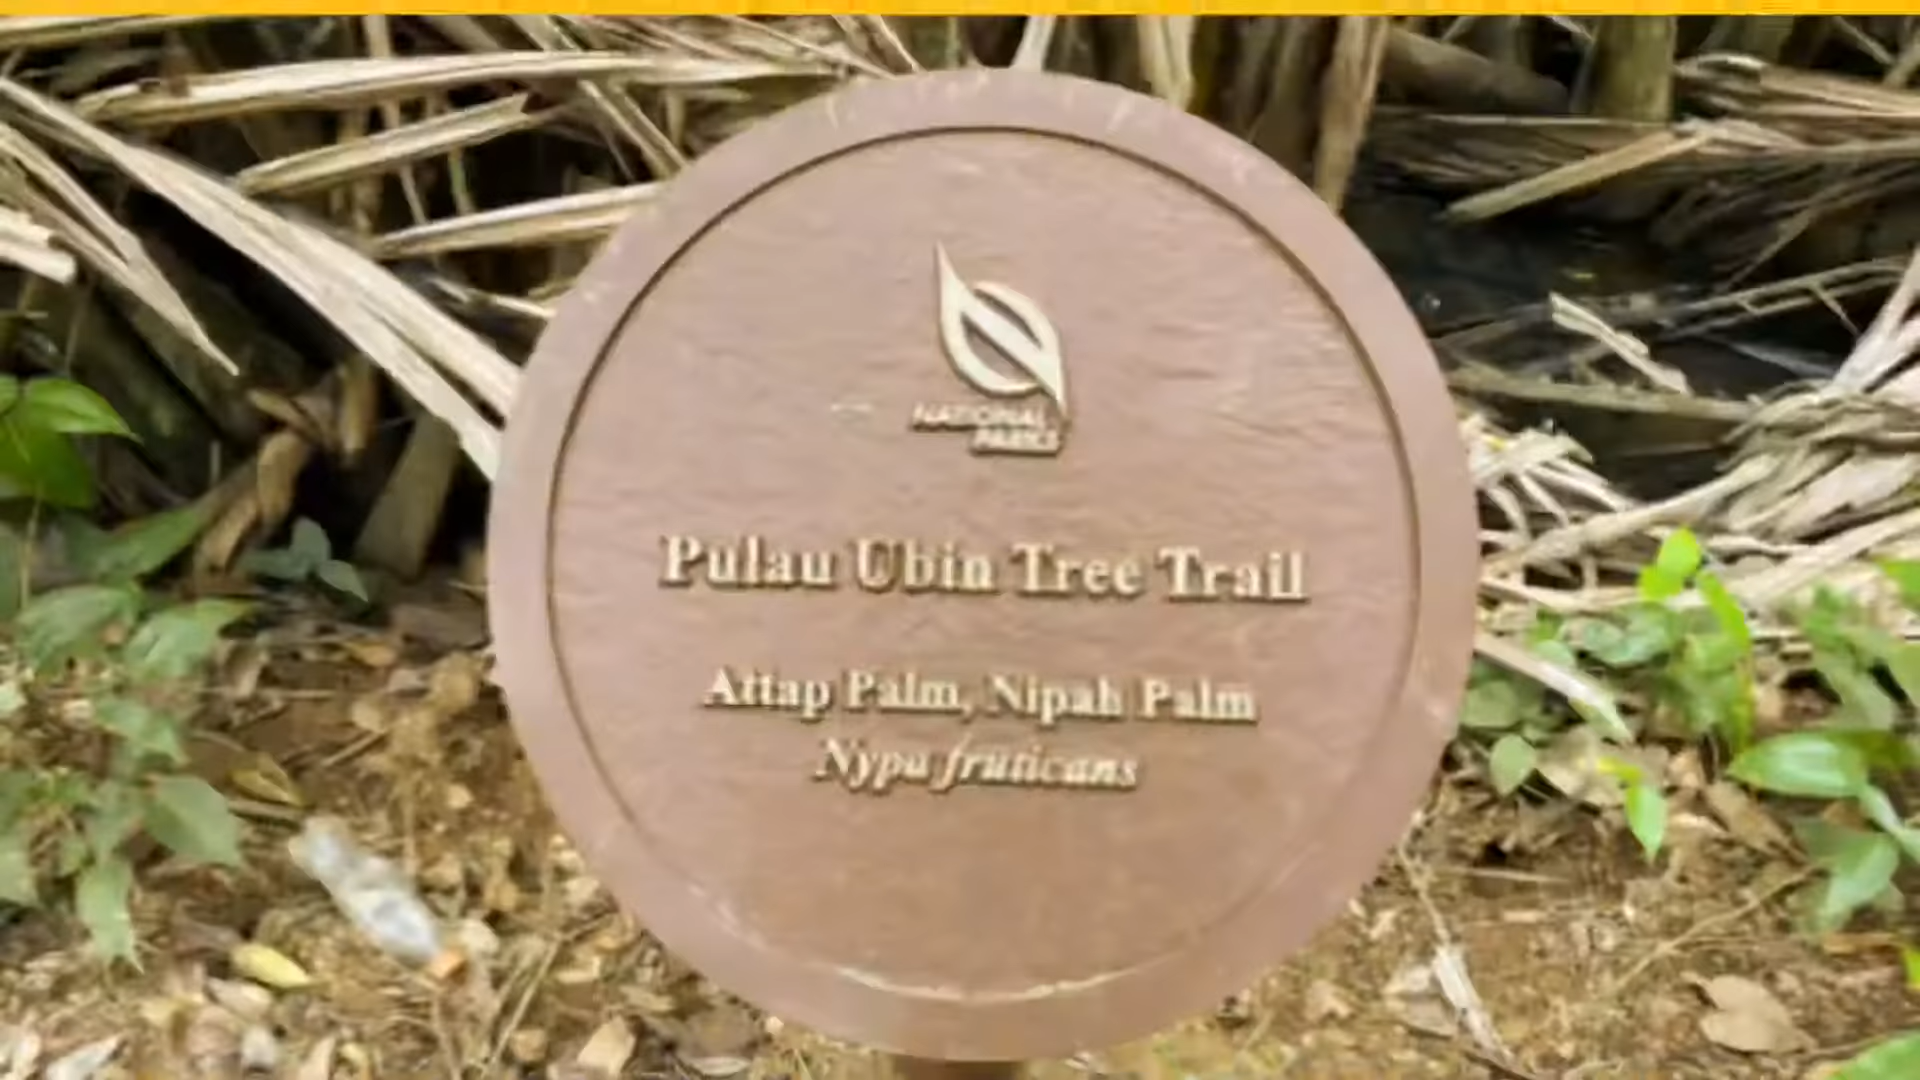 NATIONAL
PARKS
Pulau Ubin Tree Trail
Attap Palm, Nipah Palm
Nypa fruticans